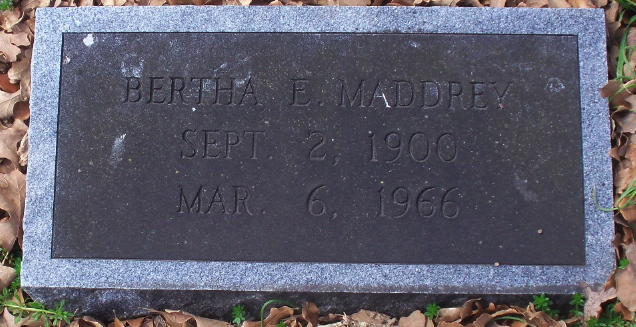 BERTHA E. MADDREY
SEPT. 2, 1900
MAR. 6, 1966